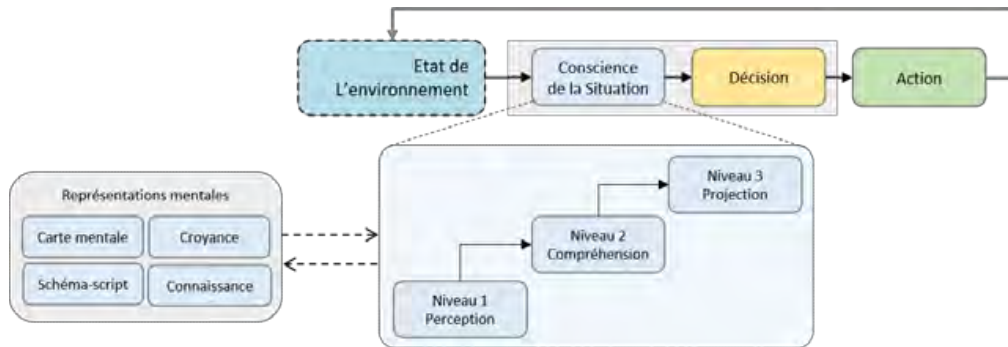 Etat de
L'environnement
Conscience
de la Situation
Décision
Action
Représentations mentales
Carte mentale
Croyance
Schéma-script
Connaissance
Niveau 3
Projection
Niveau 2
Compréhension
Niveau 1
Perception